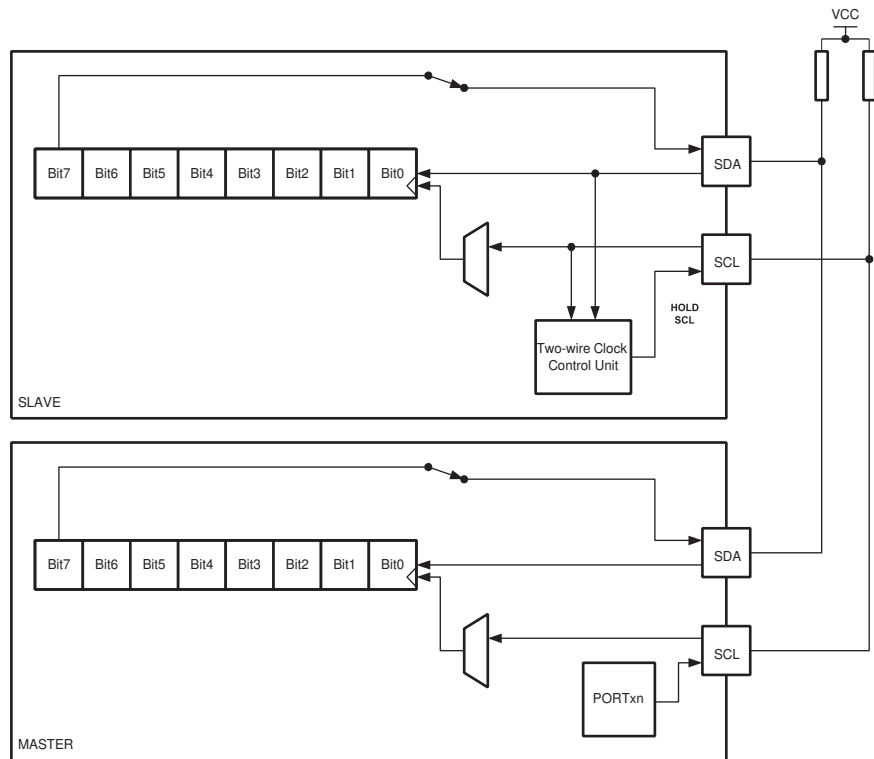 VCC
Bit7 Bit6 Bit5 Bit4 Bit3 Bit2 Bit1 Bit0
SDA
SCL
HOLD
SCL
Two-wire Clock
Control Unit
SLAVE
Bit7 Bit6 Bit5 Bit4 Bit3 Bit2 Bit1 Bit0
SDA
SCL
PORTxn
MASTER